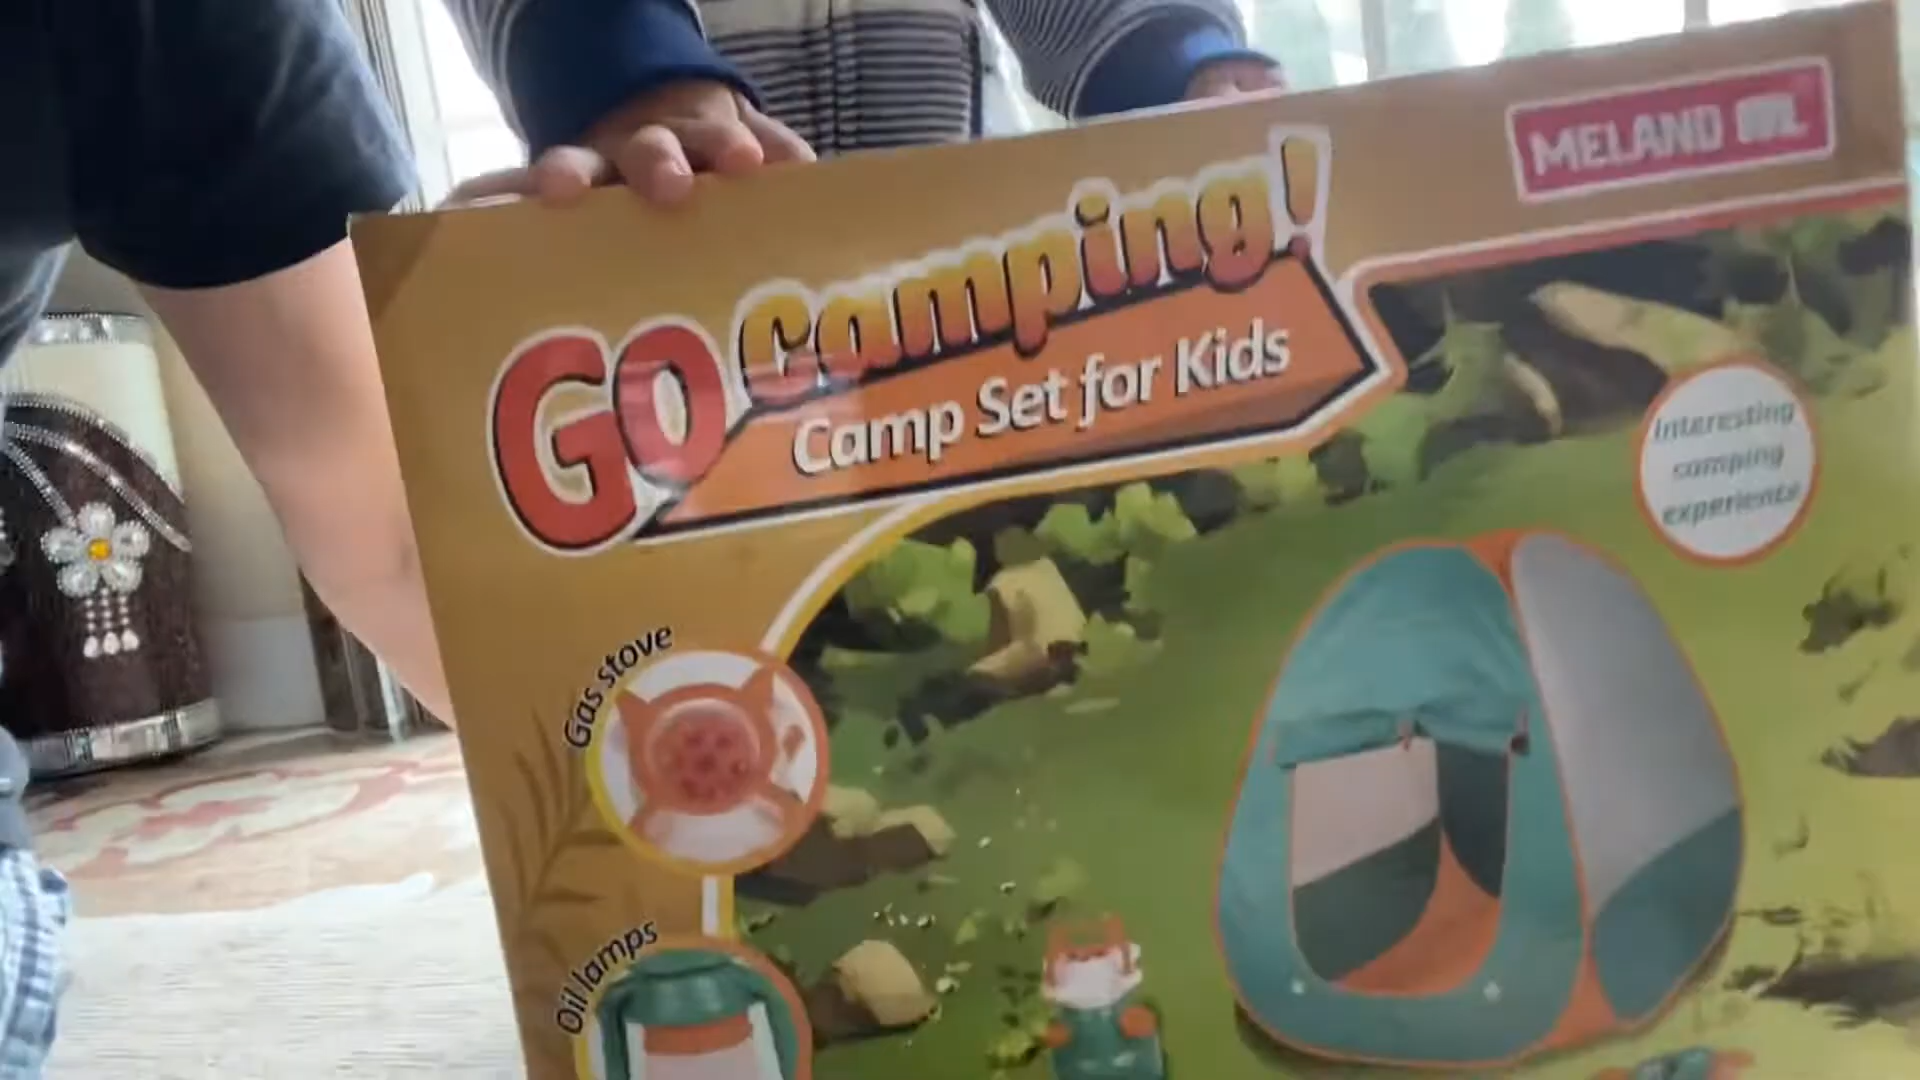 MELAND
GO camping!
Camp Set for Kids
Interesting
camping
experience
Gas stove
Oil lamps